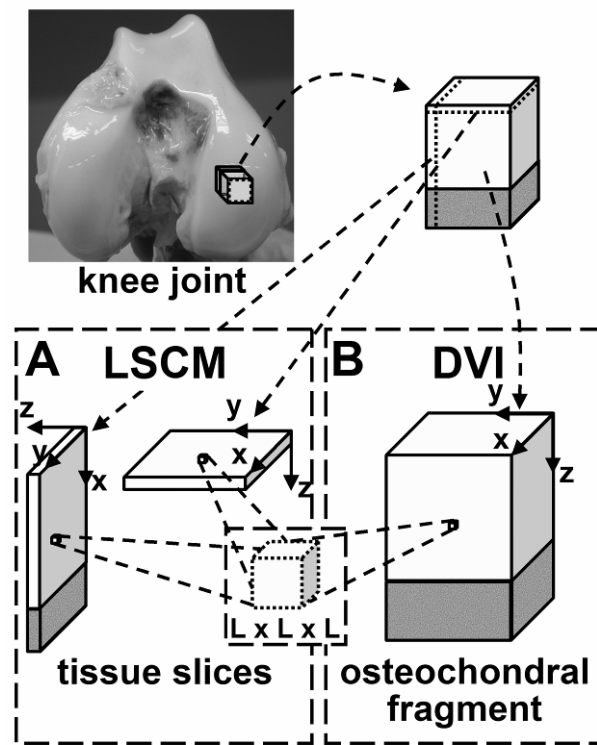 knee joint
A LSCM
B DVI
z
y
x
y
x
z
y
x
z
L x L x L
tissue slices
osteochondral
fragment